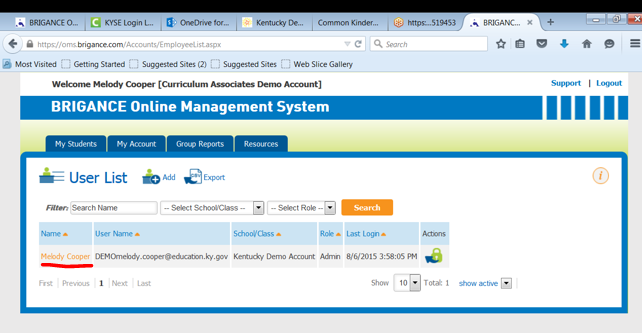 BRIGANCE O...
KYSE Login L...
OneDrive for ...
Kentucky De...
Common Kinder...
https:...519453
BRIGANC...
https://oms.brigance.com/Accounts/EmployeeList.aspx
Search
Most Visited
Getting Started
Suggested Sites (2)
Suggested Sites
Web Slice Gallery
Welcome Melody Cooper [Curriculum Associates Demo Account]
Support | Logout
BRIGANCE Online Management System
My Students
My Account
Group Reports
Resources
User List
Add
CSV
Export
i
Filter: Search Name -- Select School/Class -- -- Select Role -- Search
Name User Name School/Class Role Last Login Actions
Melody Cooper DEMOmelody.cooper@education.ky.gov Kentucky Demo Account Admin 8/6/2015 3:58:05 PM
First Previous 1 Next Last Show 10 Total: 1 show active